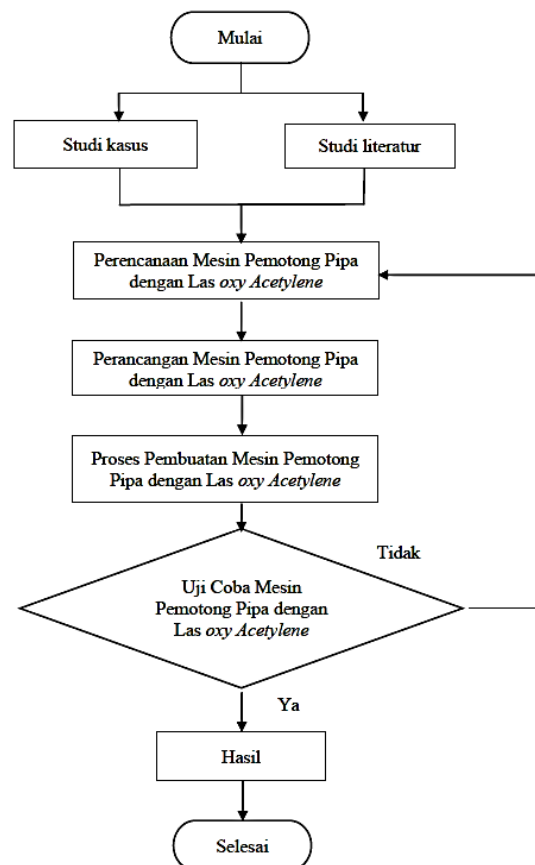 Mulai
Studi kasus
Studi literatur
Perencanaan Mesin Pemotong Pipa
dengan Las oxy Acetylene
Perancangan Mesin Pemotong Pipa
dengan Las oxy Acetylene
Proses Pembuatan Mesin Pemotong
Pipa dengan Las oxy Acetylene
Tidak
Uji Coba Mesin
Pemotong Pipa dengan
Las oxy Acetylene
Ya
Hasil
Selesai